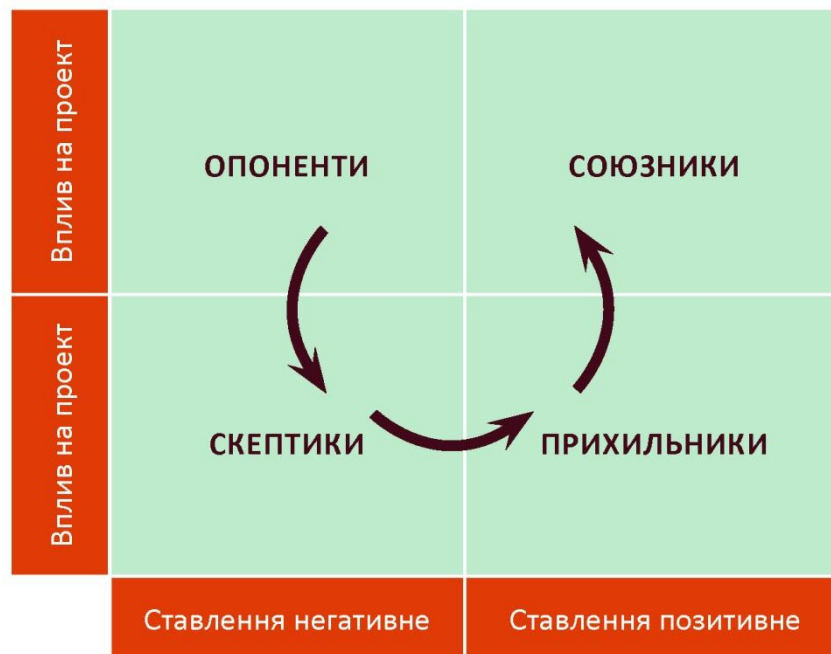 Вплив на проект
ОПОНЕНТИ
СОЮЗНИКИ
Вплив на проект
СКЕПТИКИ
ПРИХИЛЬНИКИ
Ставлення негативне
Ставлення позитивне